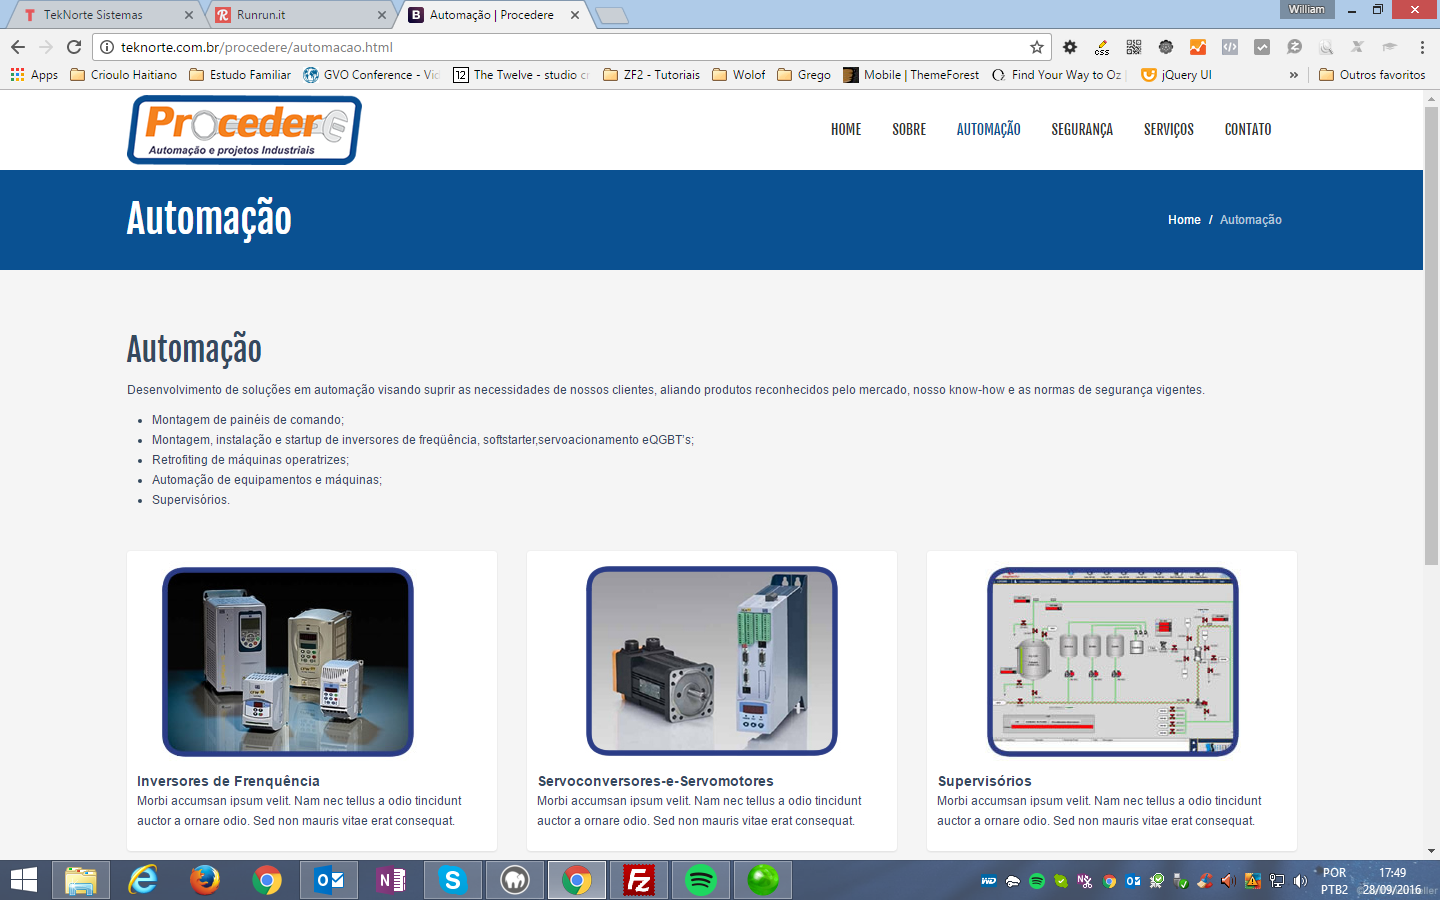 TekNorte Sistemas
Runrun.it
Automação | Procedere
William
teknorte.com.br/procedere/automacao.html
Apps
Crioulo Haitiano
Estudo Familiar
GVO Conference - Vid
The Twelve - studio cr
ZF2 - Tutoriais
Wolof
Grego
Mobile | ThemeForest
Find Your Way to Oz
jQuery UI
»
Outros favoritos
ProcederE
Automação e projetos Industriais
HOME SOBRE AUTOMAÇÃO SEGURANÇA SERVIÇOS CONTATO
Automação
Home / Automação
Automação
Desenvolvimento de soluções em automação visando suprir as necessidades de nossos clientes, aliando produtos reconhecidos pelo mercado, nosso know-how e as normas de segurança vigentes.
• Montagem de painéis de comando;
• Montagem, instalação e startup de inversores de freqüência, softstarter,servoacionamento eQGBT's;
• Retrofiting de máquinas operatrizes;
• Automação de equipamentos e máquinas;
• Supervisórios.
Inversores de Frenquência
Morbi accumsan ipsum velit. Nam nec tellus a odio tincidunt
auctor a ornare odio. Sed non mauris vitae erat consequat.
Servoconversores-e-Servomotores
Morbi accumsan ipsum velit. Nam nec tellus a odio tincidunt
auctor a ornare odio. Sed non mauris vitae erat consequat.
Supervisórios
Morbi accumsan ipsum velit. Nam nec tellus a odio tincidunt
auctor a ornare odio. Sed non mauris vitae erat consequat.
POR
PTB2
17:49
28/09/2016